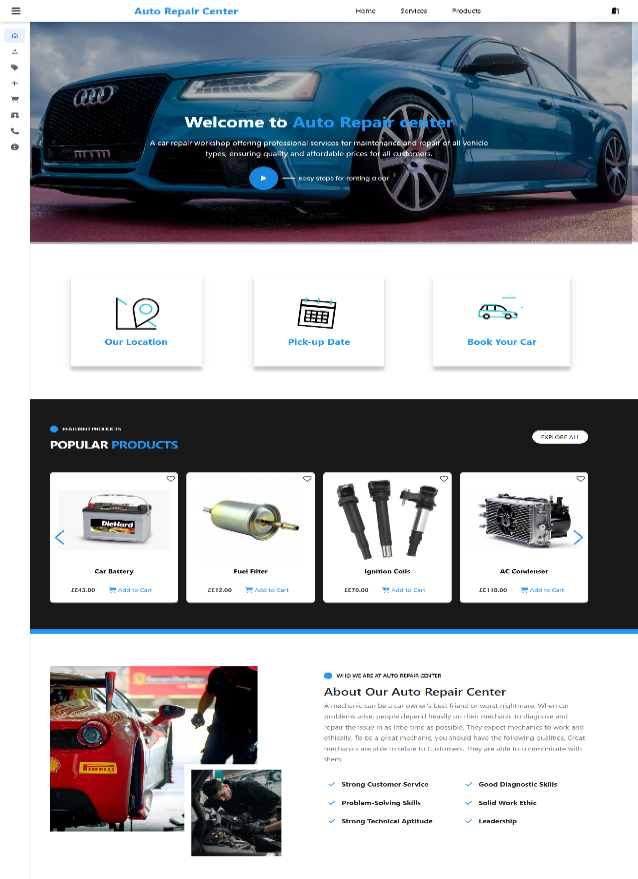 Auto Repair Center
Home Services Products
Welcome to Auto Repair center
A car repair workshop offering professional services for maintenance and repair of all vehicle
types, ensuring quality and affordable prices for all customers.
Easy steps for renting a car
Our Location
Pick-up Date
Book Your Car
FEATURED PRODUCTS
POPULAR PRODUCTS
EXPLORE ALL
DieHard
Car Battery
Fuel Filter
Ignition Coils
AC Condenser
££43.00 Add to Cart
££12.00 Add to Cart
££70.00 Add to Cart
££110.00 Add to Cart
WHO WE ARE AT AUTO REPAIR CENTER
About Our Auto Repair Center
A mechanic can be a car owner's best friend or worst nightmare. When car
problems arise, people depend heavily on their mechanic to diagnose and
repair the issue in as little time as possible. They expect mechanics to work and
ethically. To be a great mechanic, you should have the following qualities, Great
mechanics are able to relate to Customers. They are able to communicate with
them
PIRELLI
Strong Customer Service
Good Diagnostic Skills
Problem-Solving Skills
Solid Work Ethic
Strong Technical Aptitude
Leadership